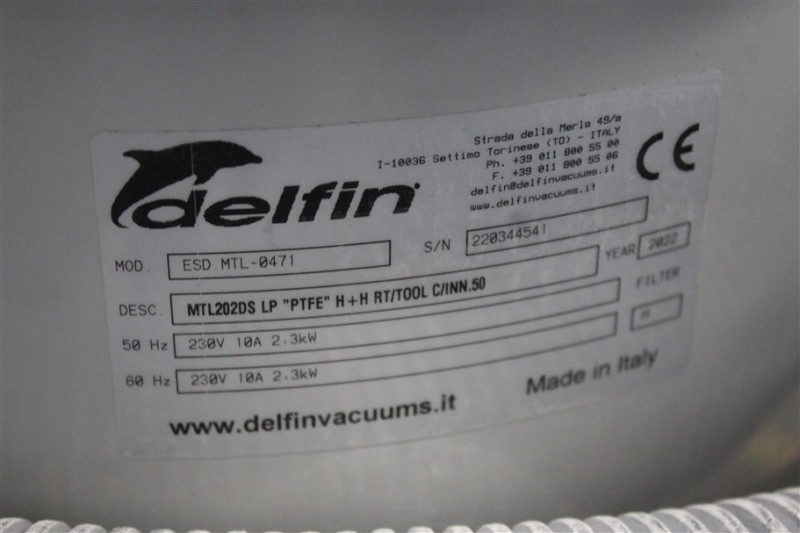 delfin
Strada della Merla 49/a
I-10036 Settimo Torinese (TO) - ITALY
Ph. +39 011 800 55 00
F. +39 011 800 55 06
delfin@delfinvacuums.it
www.delfinvacuums.it
CE
MOD. ESD.MTL-0471 S/N 220344541
DESC. MTL202DS LP "PTFE" H+H RT/TOOL C/INN.50 YEAR 2022
50 Hz 230V 10A 2.3kW FILTER
60 Hz 230V 10A 2.3kW H
www.delfinvacuums.it Made in Italy